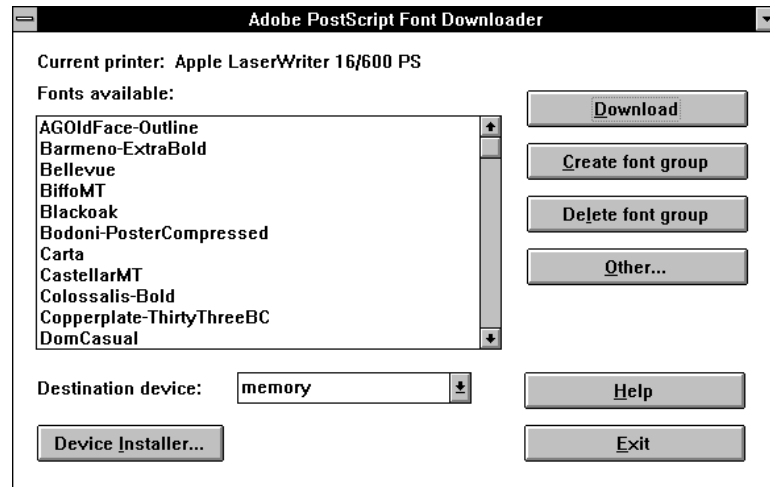 Adobe PostScript Font Downloader
Current printer: Apple LaserWriter 16/600 PS
Fonts available:
AGOldFace-Outline
Barmeno-ExtraBold
Bellevue
BiffoMT
Blackoak
Bodoni-PosterCompressed
Carta
CastellarMT
Colossalis-Bold
Copperplate-ThirtyThreeBC
DomCasual
Download
Create font group
Delete font group
Other...
Destination device: memory
Help
Device Installer...
Exit